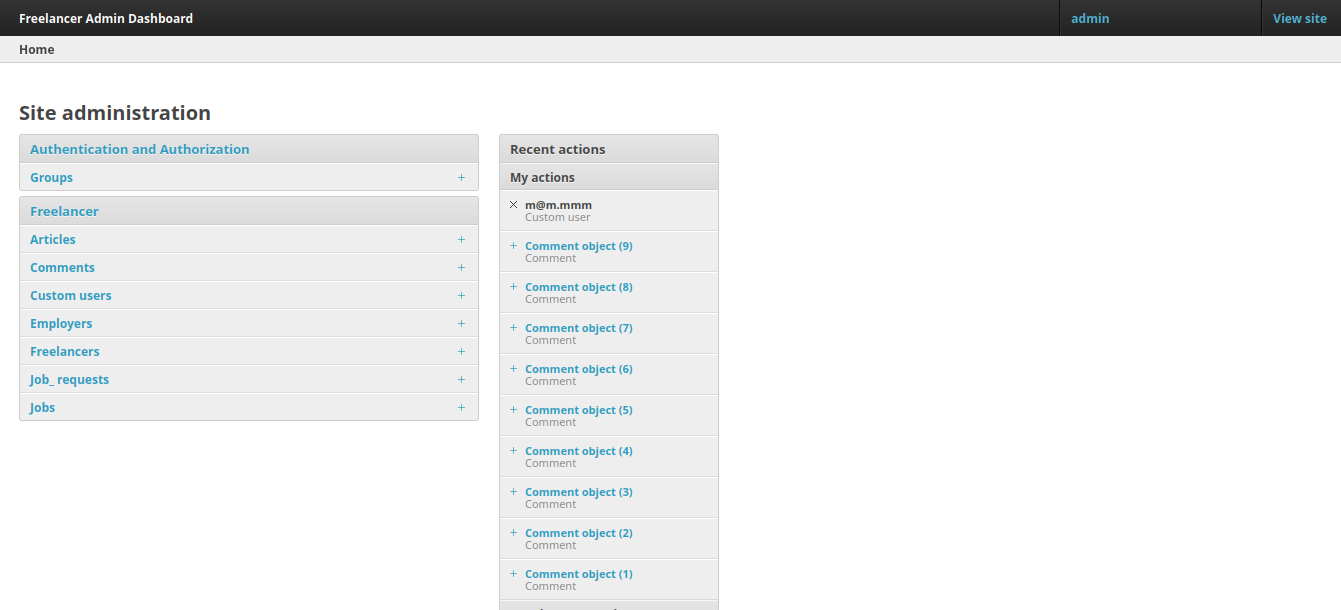 Freelancer Admin Dashboard
admin
View site
Home
Site administration
Authentication and Authorization
Groups
Freelancer
Articles
Comments
Custom users
Employers
Freelancers
Job_ requests
Jobs
Recent actions
My actions
m@m.mmm
Custom user
Comment object (9)
Comment
Comment object (8)
Comment
Comment object (7)
Comment
Comment object (6)
Comment
Comment object (5)
Comment
Comment object (4)
Comment
Comment object (3)
Comment
Comment object (2)
Comment
Comment object (1)
Comment